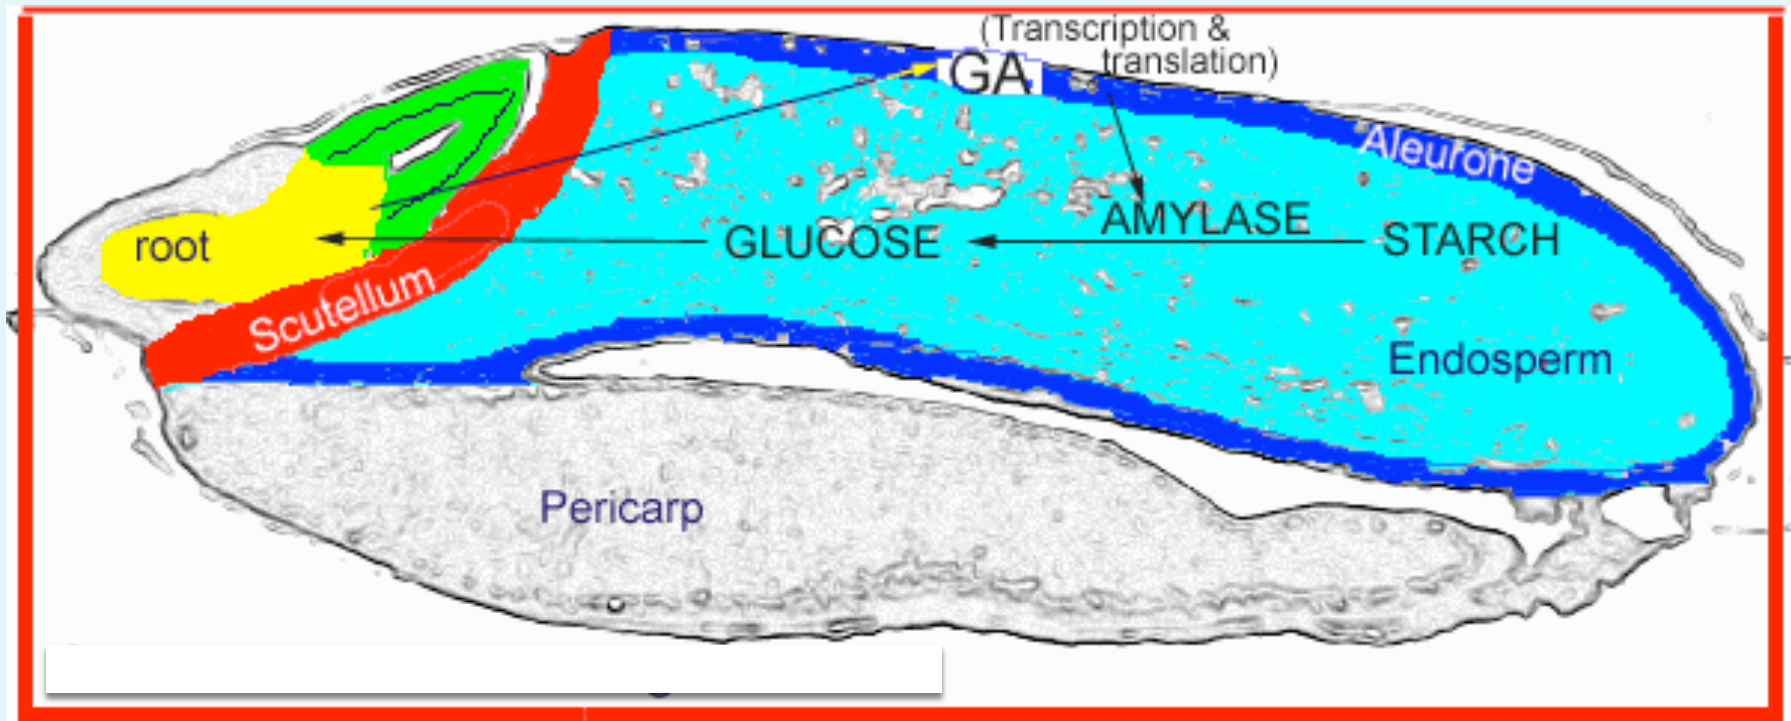 (Transcription &
translation)
GA
Aleurone
root
GLUCOSE
AMYLASE
STARCH
Scutellum
Endosperm
Pericarp